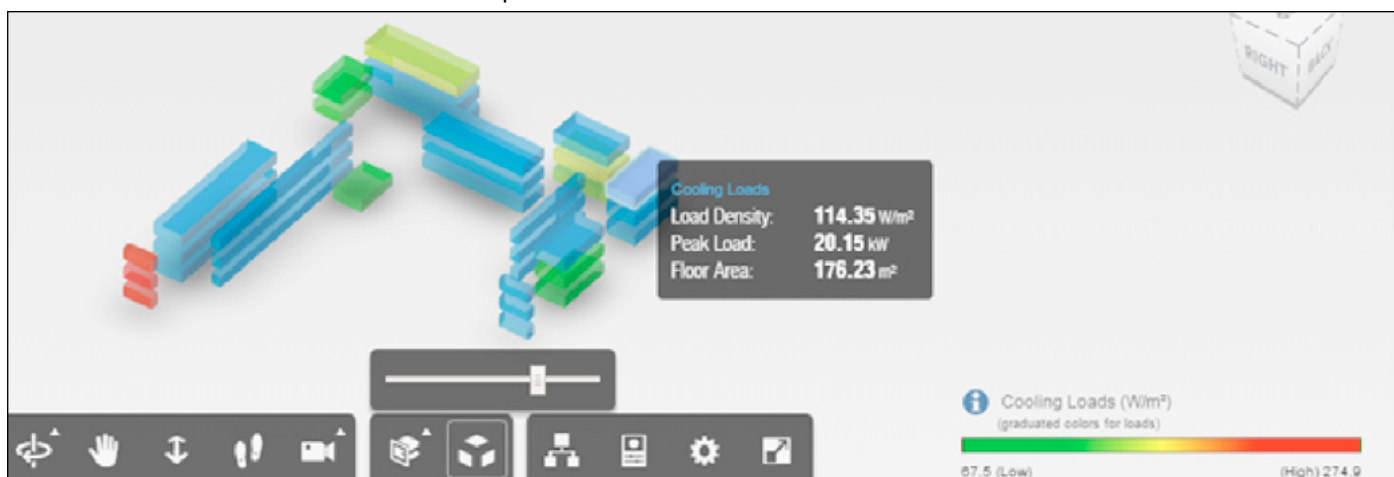 RIGHT
BACK
Cooling Loads
Load Density: 114.35 W/m²
Peak Load: 20.15 kW
Floor Area: 176.23 m²
Cooling Loads (W/m²)
(graduated colors for loads)
67.5 (Low) (High) 274.9